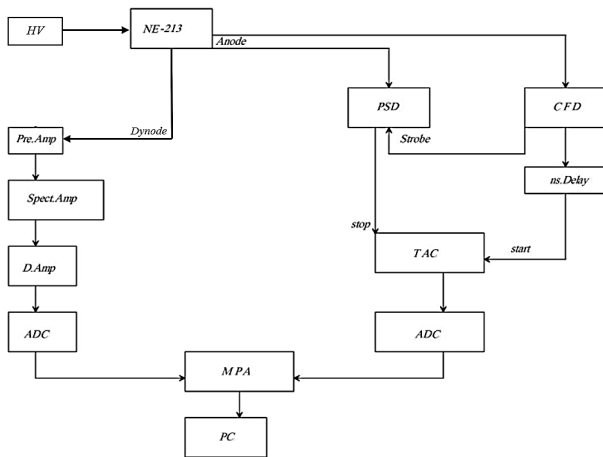 HV
NE-213
Anode
PSD
CFD
Dynode
Pre.Amp
Strobe
Spect.Amp
ns.Delay
stop
start
TAC
D.Amp
ADC
ADC
MPA
PC